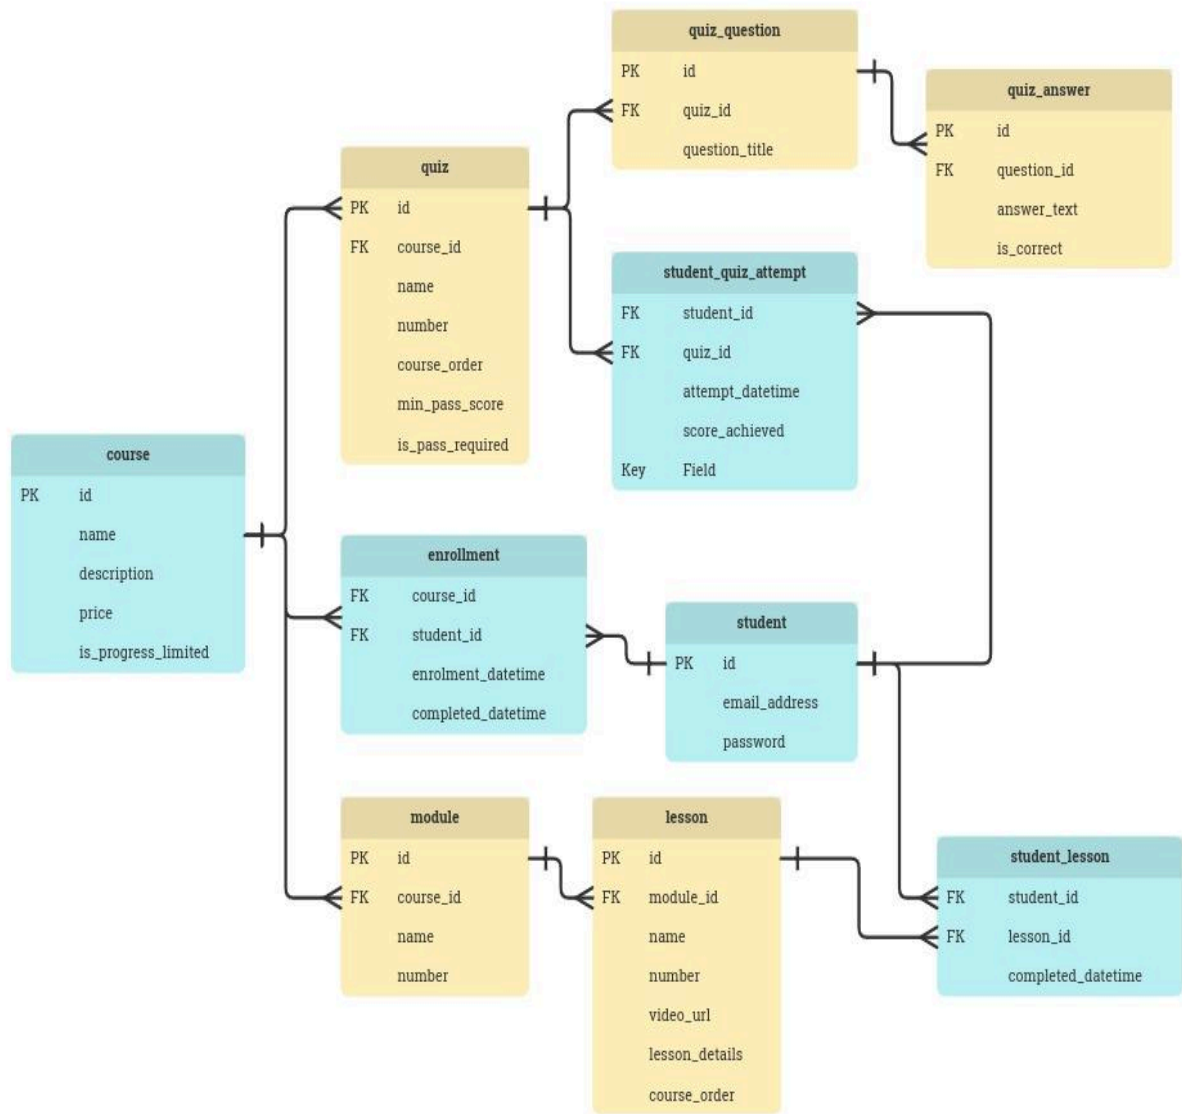 quiz_question
PK id
FK quiz_id
question_title
quiz_answer
PK id
FK question_id
answer_text
is_correct
quiz
PK id
FK course_id
name
number
course_order
min_pass_score
is_pass_required
student_quiz_attempt
FK student_id
FK quiz_id
attempt_datetime
score_achieved
Key Field
course
PK id
name
description
price
is_progress_limited
enrollment
FK course_id
FK student_id
enrolment_datetime
completed_datetime
student
PK id
email_address
password
module
PK id
FK course_id
name
number
lesson
PK id
FK module_id
name
number
video_url
lesson_details
course_order
student_lesson
FK student_id
FK lesson_id
completed_datetime